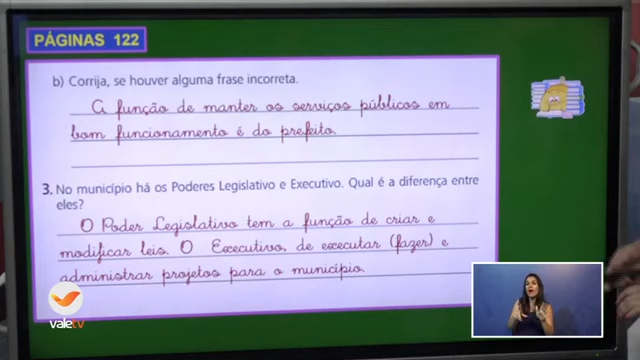 PÁGINAS 122
b) Corrija, se houver alguma frase incorreta.
A função de manter os serviços públicos em
bom funcionamento é do prefeito.
3. No município há os Poderes Legislativo e Executivo. Qual é a diferença entre
eles?
O Poder Legislativo tem a função de criar e
modificar leis. O Executivo, de executar (fazer) e
administrar projetos para o município.
valetv